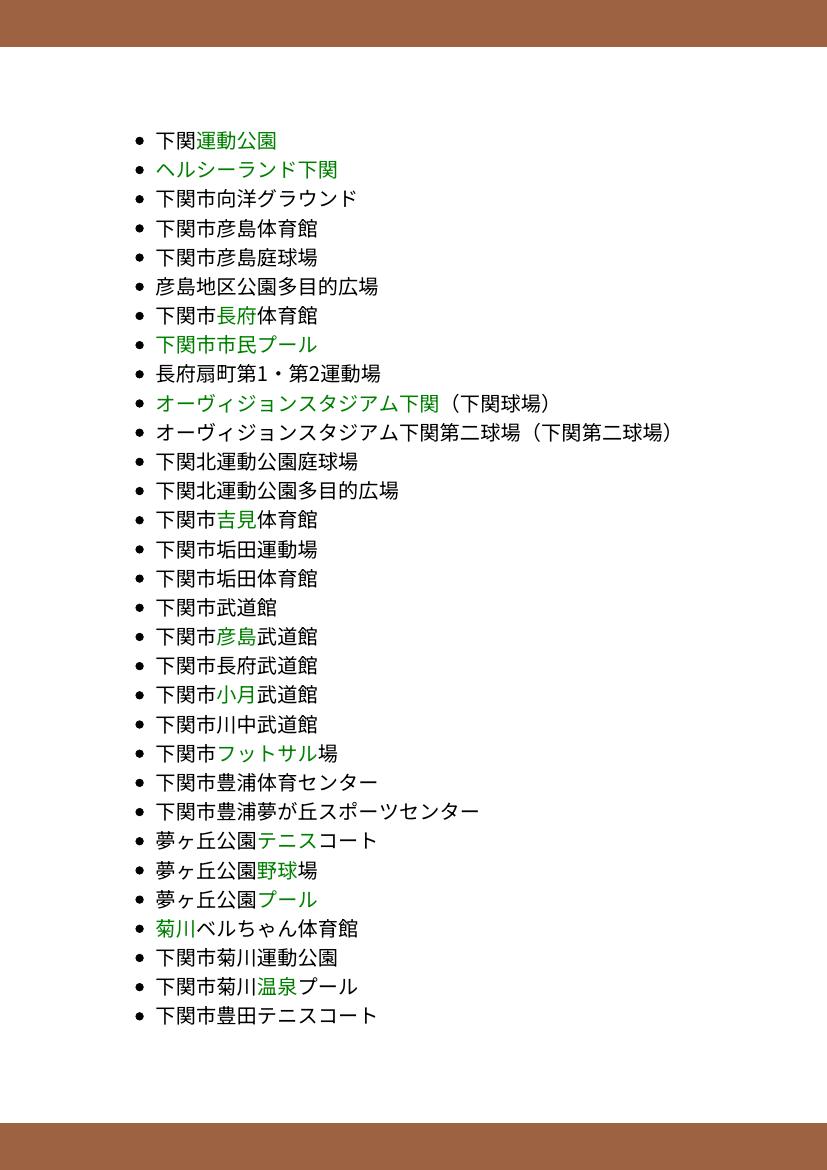 • 下関運動公園
• ヘルシーランド下関
• 下関市向洋グラウンド
• 下関市彦島体育館
• 下関市彦島庭球場
• 彦島地区公園多目的広場
• 下関市長府体育館
• 下関市市民プール
• 長府扇町第1・第2運動場
• オーヴィジョンスタジアム下関（下関球場）
• オーヴィジョンスタジアム下関第二球場（下関第二球場）
• 下関北運動公園庭球場
• 下関北運動公園多目的広場
• 下関市吉見体育館
• 下関市垢田運動場
• 下関市垢田体育館
• 下関市武道館
• 下関市彦島武道館
• 下関市長府武道館
• 下関市小月武道館
• 下関市川中武道館
• 下関市フットサル場
• 下関市豊浦体育センター
• 下関市豊浦夢が丘スポーツセンター
• 夢ヶ丘公園テニスコート
• 夢ヶ丘公園野球場
• 夢ヶ丘公園プール
• 菊川ベルちゃん体育館
• 下関市菊川運動公園
• 下関市菊川温泉プール
• 下関市豊田テニスコート